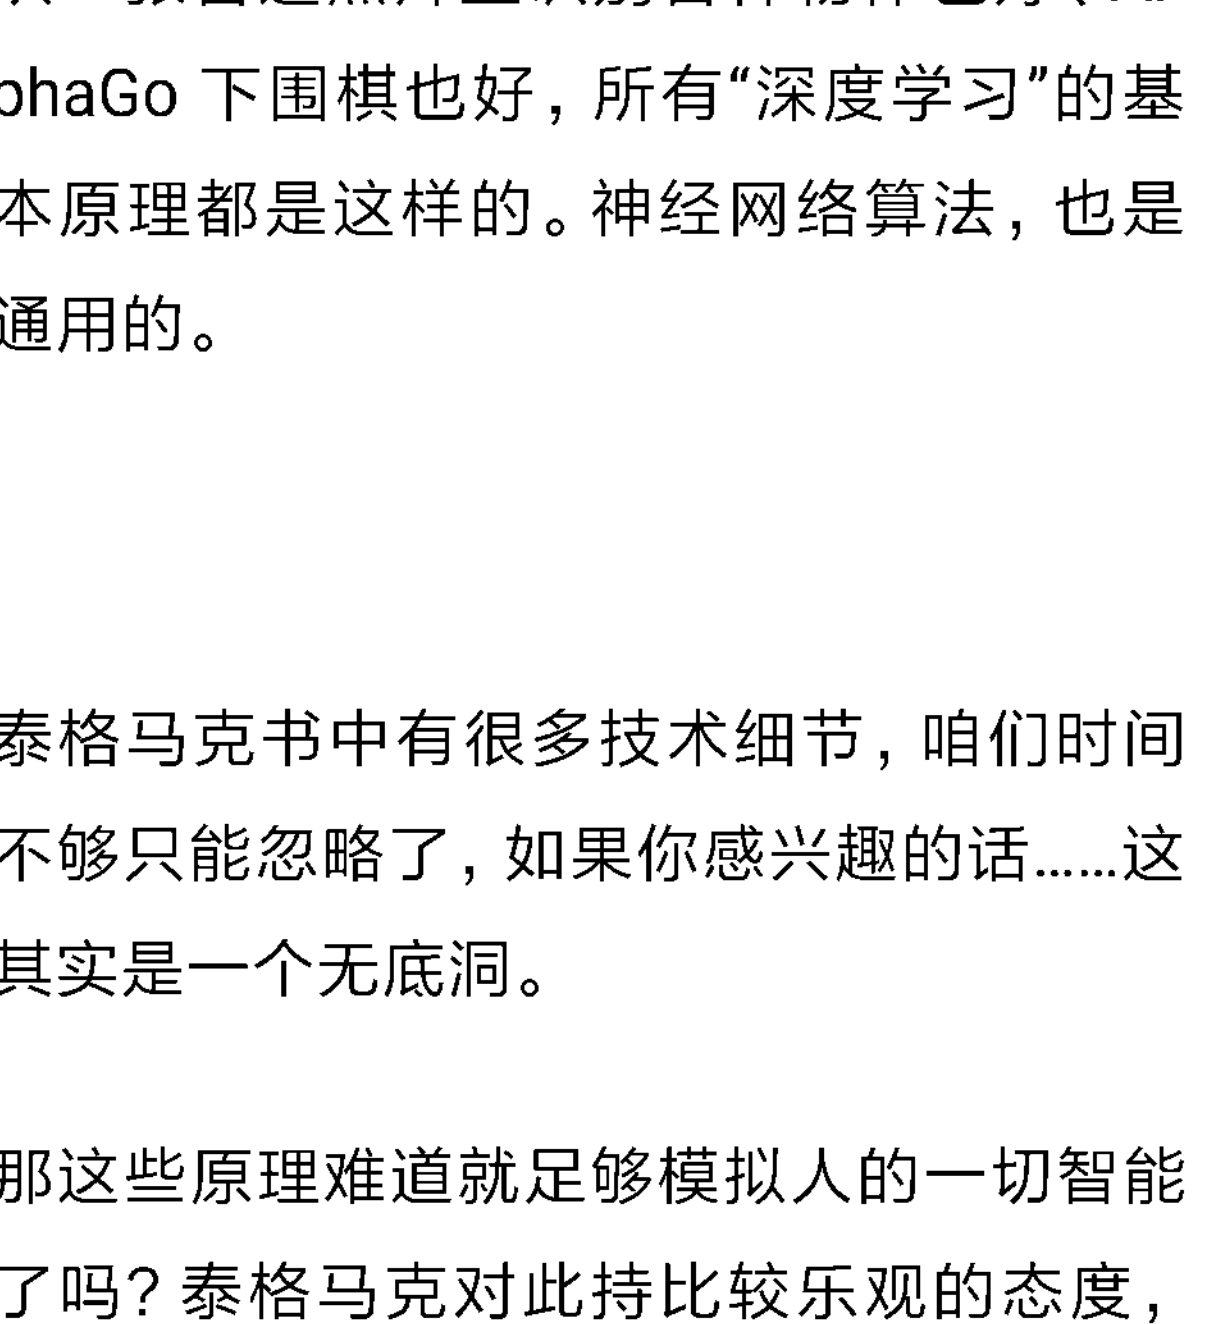 phaGo 下围棋也好，所有“深度学习”的基
本原理都是这样的。神经网络算法，也是
通用的。
泰格马克书中有很多技术细节，咱们时间
不够只能忽略了，如果你感兴趣的话……这
其实是一个无底洞。
那这些原理难道就足够模拟人的一切智能
了吗？泰格马克对此持比较乐观的态度，